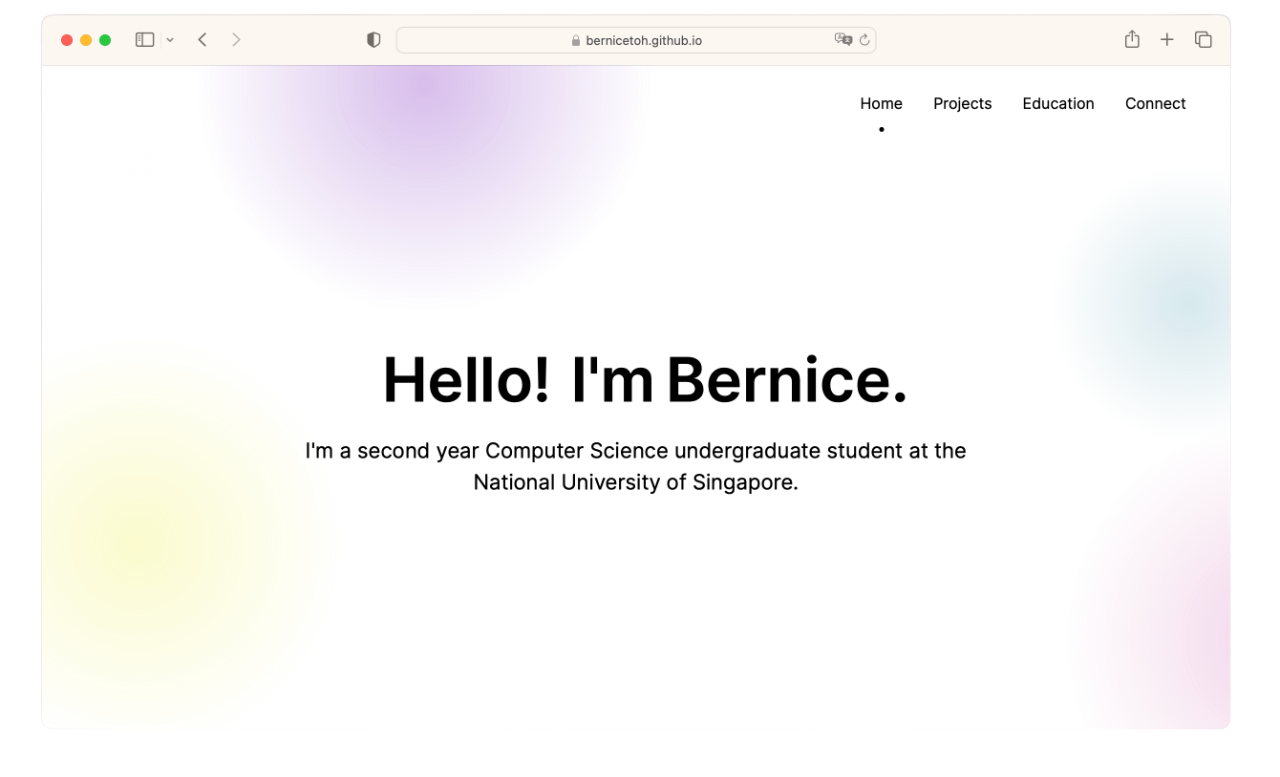 bernicetoh.github.io
Home Projects Education Connect
Hello! I'm Bernice.
I'm a second year Computer Science undergraduate student at the
National University of Singapore.